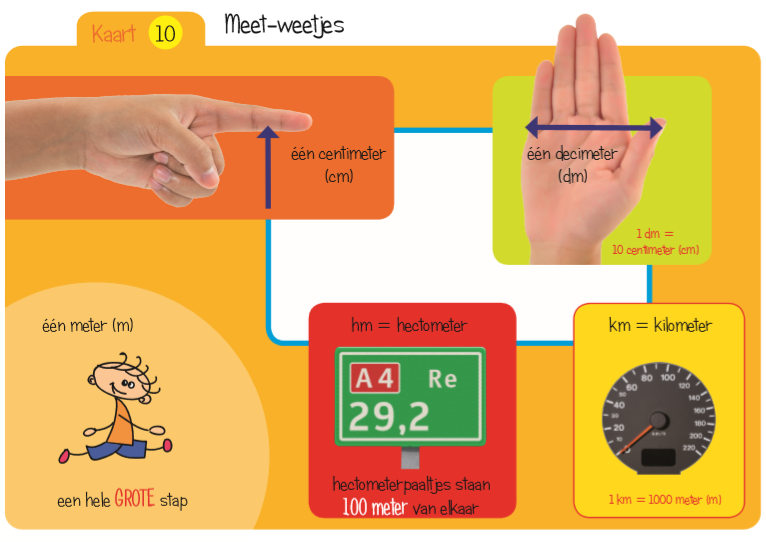 Kaart 10
Meet-weetjes
één centimeter
(cm)
één decimeter
(dm)
1 dm =
10 centimeter (cm)
één meter (m)
een hele GROTE stap
hm = hectometer
A4 Re
29,2
hectometerpaaltjes staan
100 meter van elkaar
km = kilometer
0
20
40
60
80
100
120
140
160
180
200
220
km/h
1 km = 1000 meter (m)